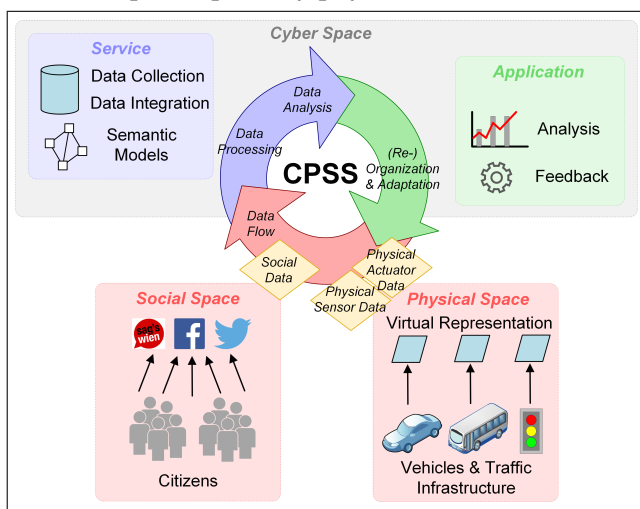 Cyber Space
Service
Data Collection
Data Integration
Semantic
Models
Data
Analysis
Data
Processing
CPSS
(Re-)
Organization
& Adaptation
Application
Analysis
Feedback
Data
Flow
Social
Data
Physical
Sensor Data
Physical
Actuator
Data
Social Space
sag's
wien
f
Citizens
Physical Space
Virtual Representation
Vehicles & Traffic
Infrastructure